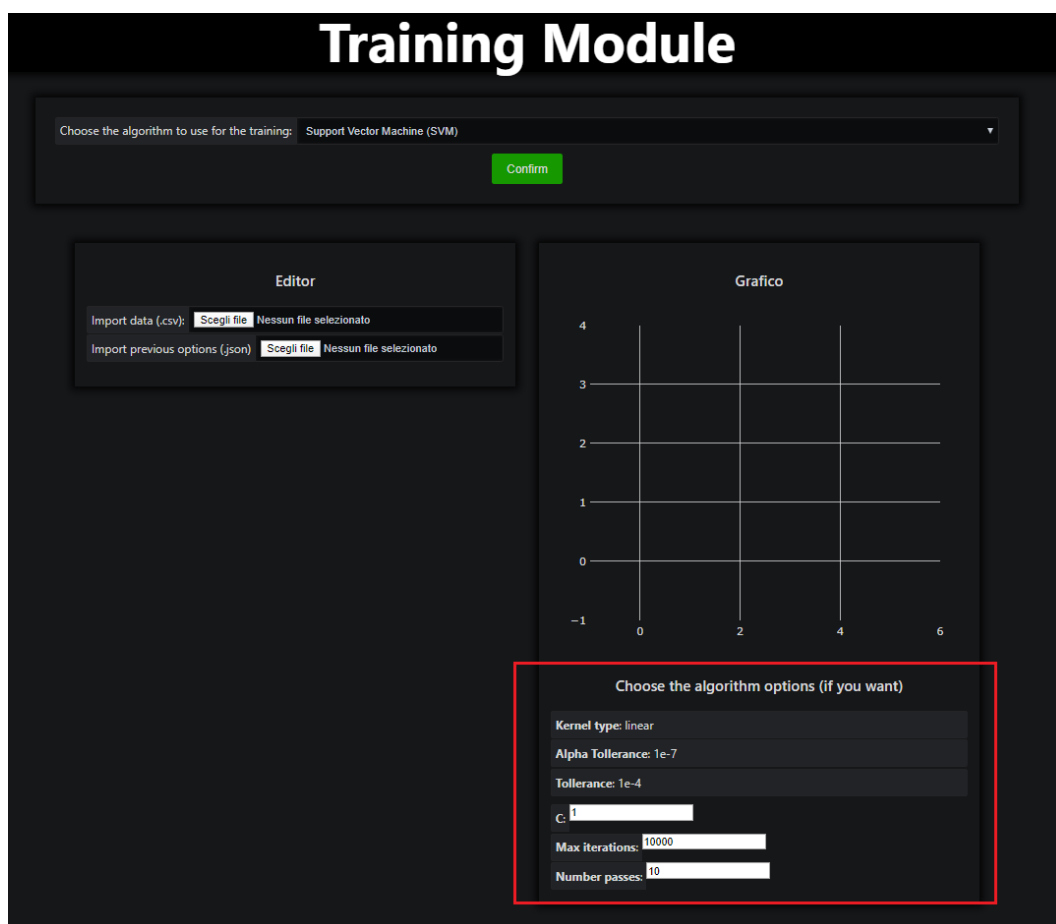 Training Module
Choose the algorithm to use for the training: Support Vector Machine (SVM)
Confirm
Editor
Import data (.csv): Scegli file Nessun file selezionato
Import previous options (.json) Scegli file Nessun file selezionato
Grafico
4
3
2
1
0
−1
0 2 4 6
Choose the algorithm options (if you want)
Kernel type: linear
Alpha Tollerance: 1e-7
Tollerance: 1e-4
C: 1
Max iterations: 10000
Number passes: 10